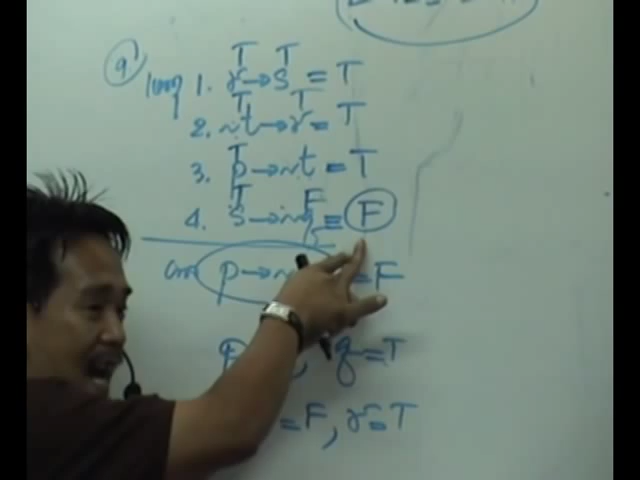 9
T T
1. r→s = T
T T
2. ~t→r = T
T
3. p→~t = T
T F
4. s→~q ≡ F
p→~ = F
p q = T
= F, r = T